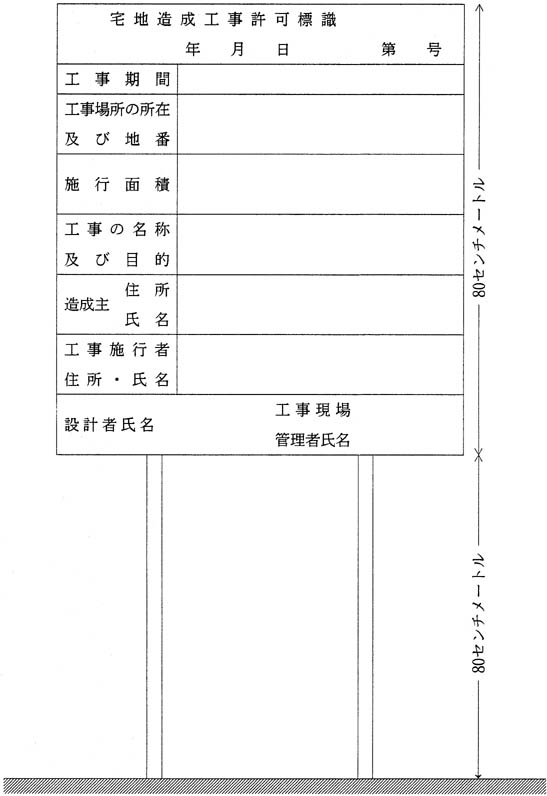 宅地造成工事許可標識
年 月 日 第 号
工事期間
工事場所の所在
及び地番
施行面積
工事の名称
及び目的
造成主 住所
氏名
工事施行者
住所・氏名
設計者氏名
工事現場
管理者氏名
80センチメートル
80センチメートル